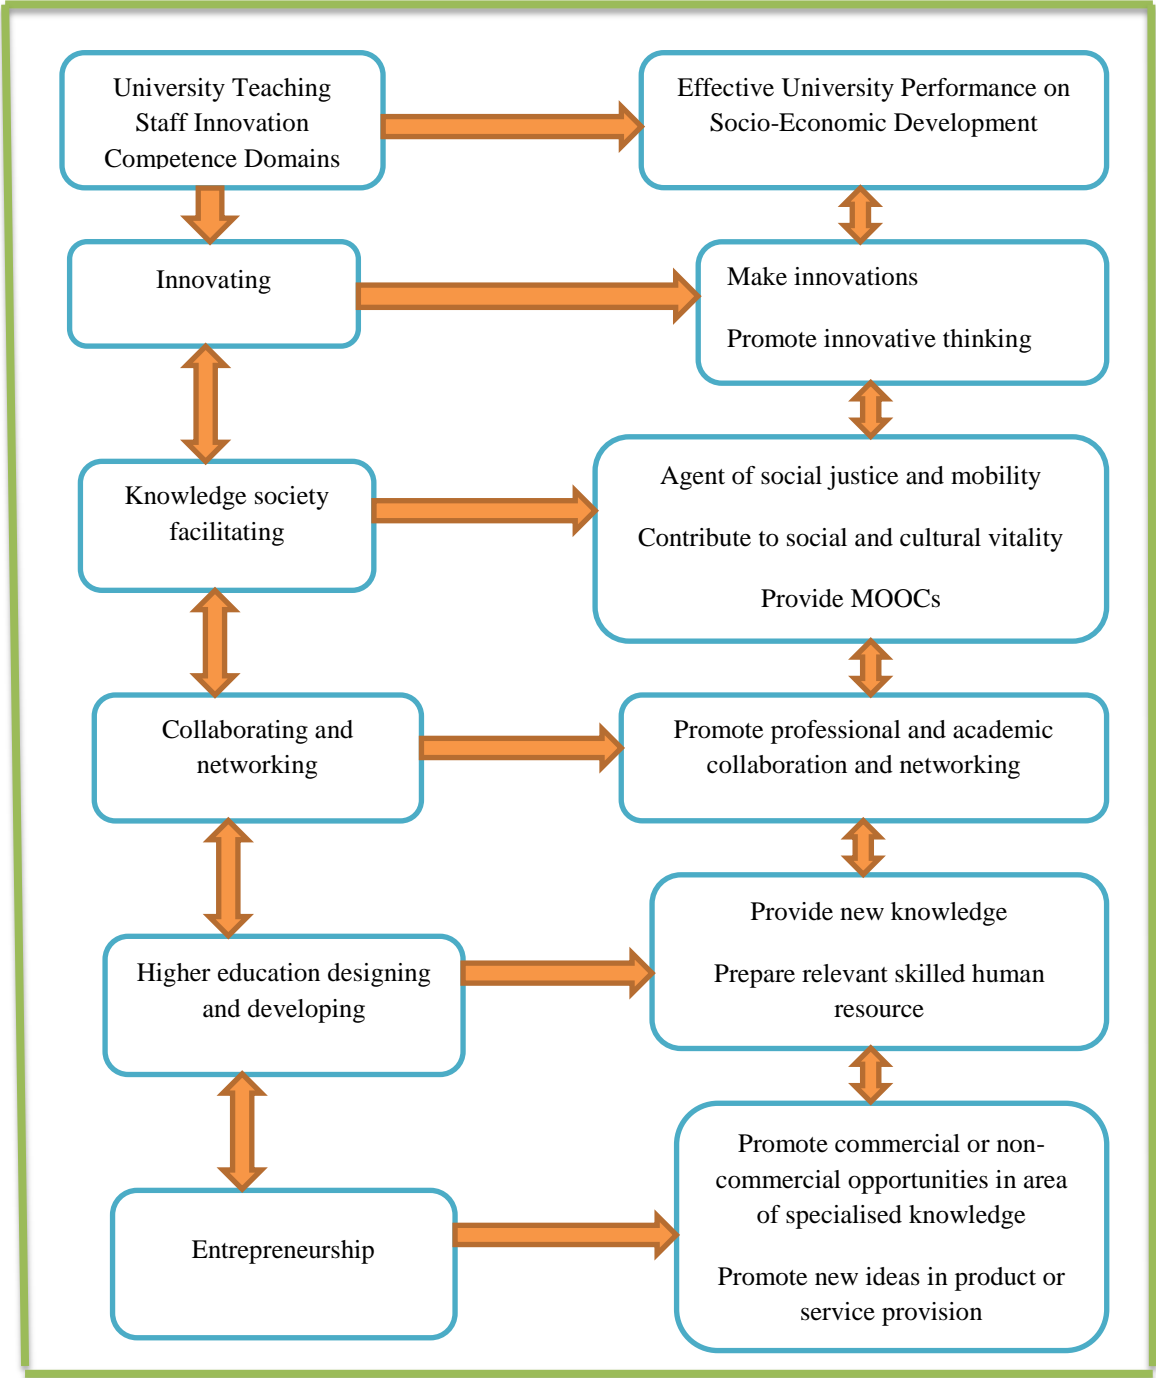 University Teaching
Staff Innovation
Competence Domains
Effective University Performance on
Socio-Economic Development
Innovating
Make innovations
Promote innovative thinking
Knowledge society
facilitating
Agent of social justice and mobility
Contribute to social and cultural vitality
Provide MOOCs
Collaborating and
networking
Promote professional and academic
collaboration and networking
Higher education designing
and developing
Provide new knowledge
Prepare relevant skilled human
resource
Entrepreneurship
Promote commercial or non-
commercial opportunities in area
of specialised knowledge
Promote new ideas in product or
service provision